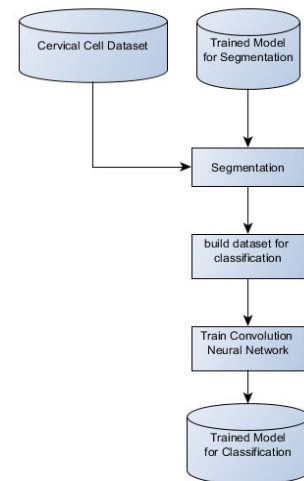 Cervical Cell Dataset
Trained Model
for Segmentation
Segmentation
build dataset for
classification
Train Convolution
Neural Network
Trained Model
for Classification